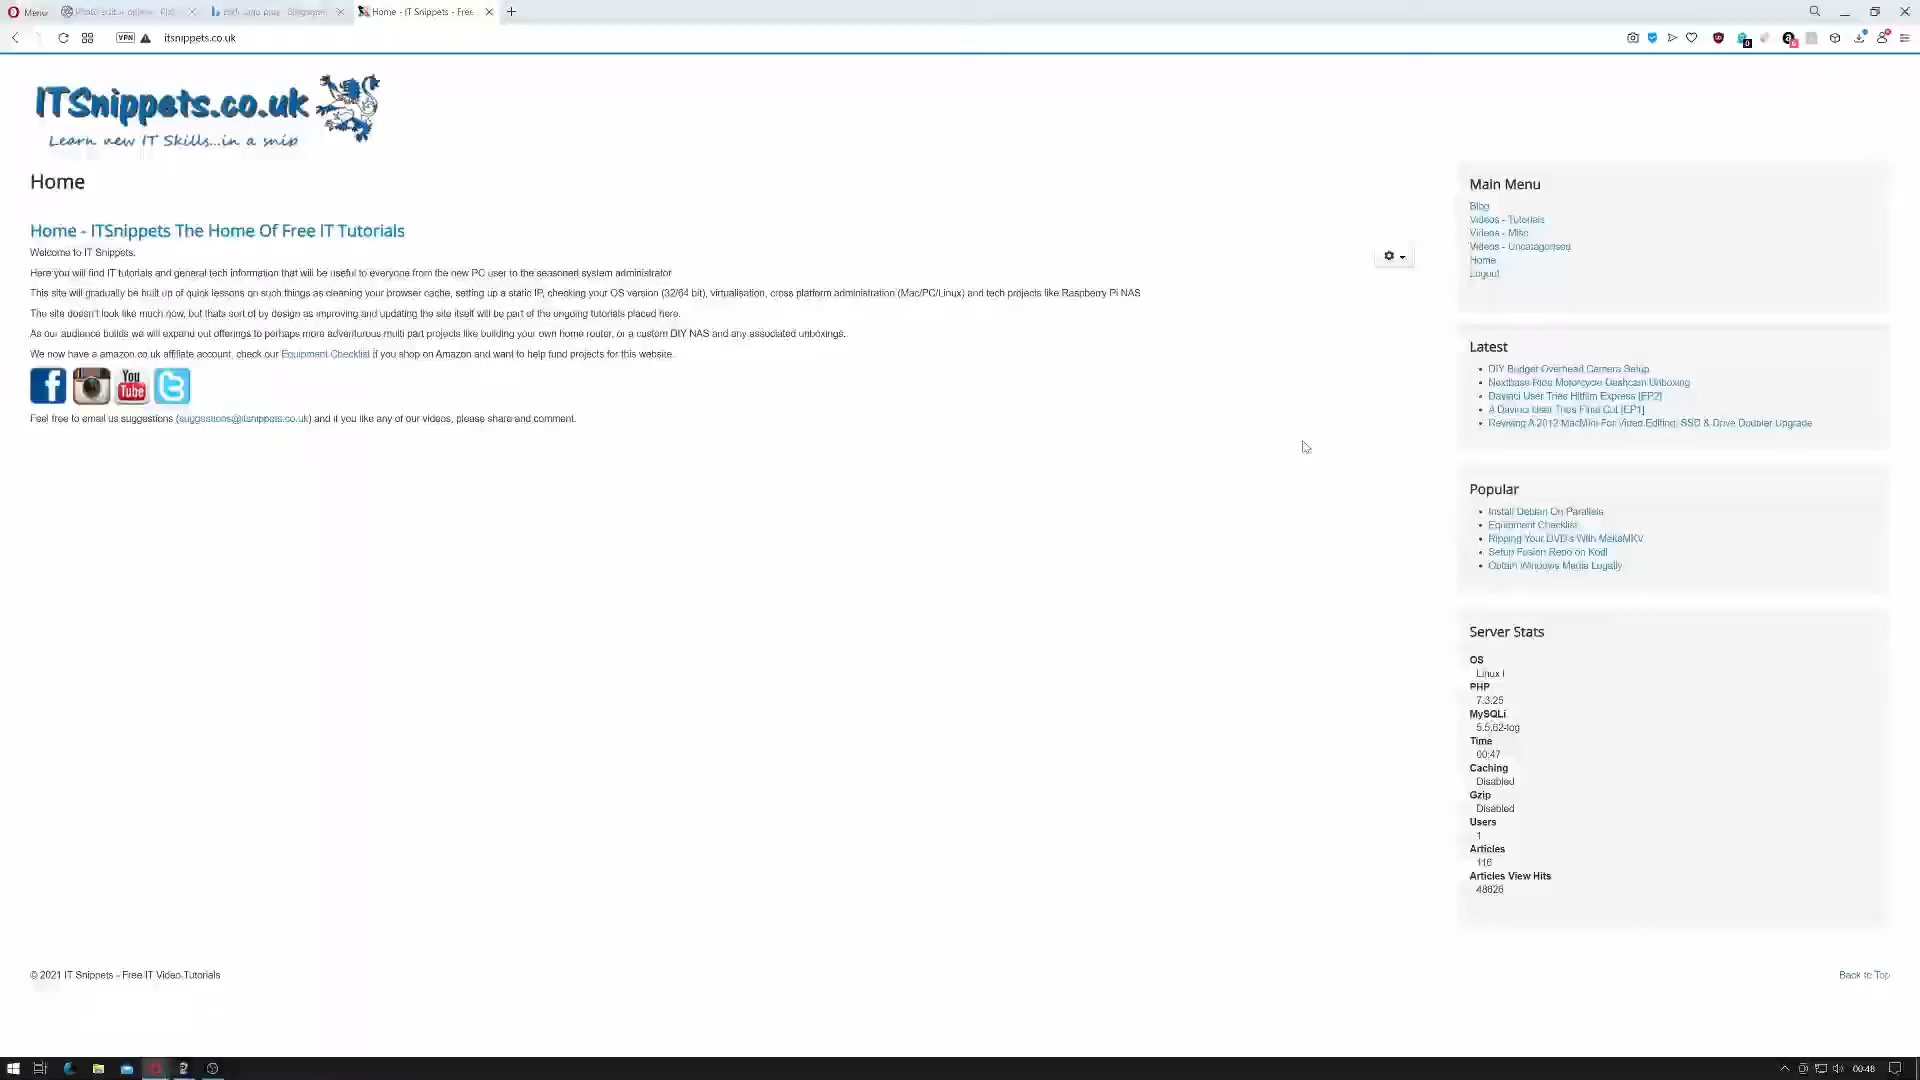 Menu
Home - IT Snippets - Free
VPN
itsnippets.co.uk
ITSnippets.co.uk
Learn new IT Skills...in a snip
Home
Home - ITSnippets The Home Of Free IT Tutorials
Welcome to IT Snippets.
Here you will find IT tutorials and general tech information that will be useful to everyone from the new PC user to the seasoned system administrator
This site will gradually be built up of quick lessons on such things as cleaning your browser cache, setting up a static IP, checking your OS version (32/64 bit), virtualisation, cross platform administration (Mac/PC/Linux) and tech projects like Raspberry Pi NAS
The site doesn't look like much now, but thats sort of by design as improving and updating the site itself will be part of the ongoing tutorials placed here.
As our audience builds we will expand out offerings to perhaps more adventurous multi part projects like building your own home router, or a custom DIY NAS and any associated unboxings.
We now have a amazon.co.uk affiliate account, check our Equipment Checklist if you shop on Amazon and want to help fund projects for this website.
You
Tube
Feel free to email us suggestions (suggestions@itsnippets.co.uk) and if you like any of our videos, please share and comment.
Main Menu
Blog
Videos - Tutorials
Videos - Misc
Videos - Uncatagorised
Home
Logout
Latest
DIY Budget Overhead Camera Setup
Nextbase Ride Motorcycle Dashcam Unboxing
Davinci User Tries Hitfilm Express [EP2]
A Davinci User Tries Final Cut [EP1]
Reviving A 2012 MacMini For Video Editing: SSD & Drive Doubler Upgrade
Popular
Install Debian On Parallels
Equipment Checklist
Ripping Your DVD's With MakeMKV
Setup Fusion Repo on Kodi
Obtain Windows Media Legally
Server Stats
OS
Linux l
PHP
7.3.25
MySQLi
5.5.62-log
Time
00:47
Caching
Disabled
Gzip
Disabled
Users
1
Articles
116
Articles View Hits
48626
© 2021 IT Snippets - Free IT Video Tutorials
Back to Top
00:48